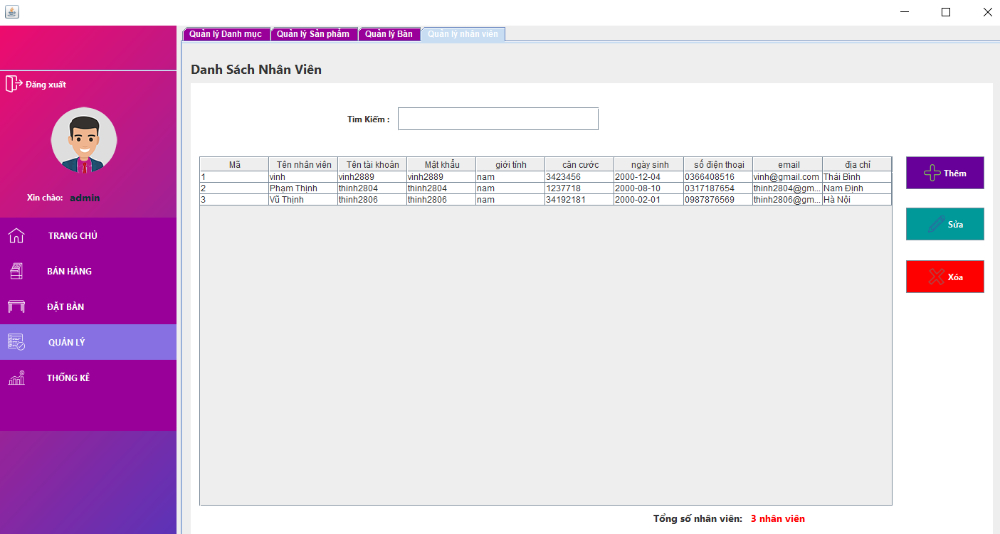 Quản lý Danh mục Quản lý Sản phẩm Quản lý Bàn Quản lý nhân viên
Đăng xuất
Xin chào: admin
TRANG CHỦ
BÁN HÀNG
ĐẶT BÀN
QUẢN LÝ
THỐNG KÊ
Danh Sách Nhân Viên
Tìm Kiếm :
Mã Tên nhân viên Tên tài khoản Mật khẩu giới tính căn cước ngày sinh số điện thoại email địa chỉ
1 vinh vinh2889 vinh2889 nam 3423456 2000-12-04 0366408516 vinh@gmail.com Thái Bình
2 Phạm Thịnh thinh2804 thinh2804 nam 1237718 2000-08-10 0317187654 thinh2804@gm... Nam Định
3 Vũ Thịnh thinh2806 thinh2806 nam 34192181 2000-02-01 0987876569 thinh2806@gm... Hà Nội
Thêm
Sửa
Xóa
Tổng số nhân viên: 3 nhân viên